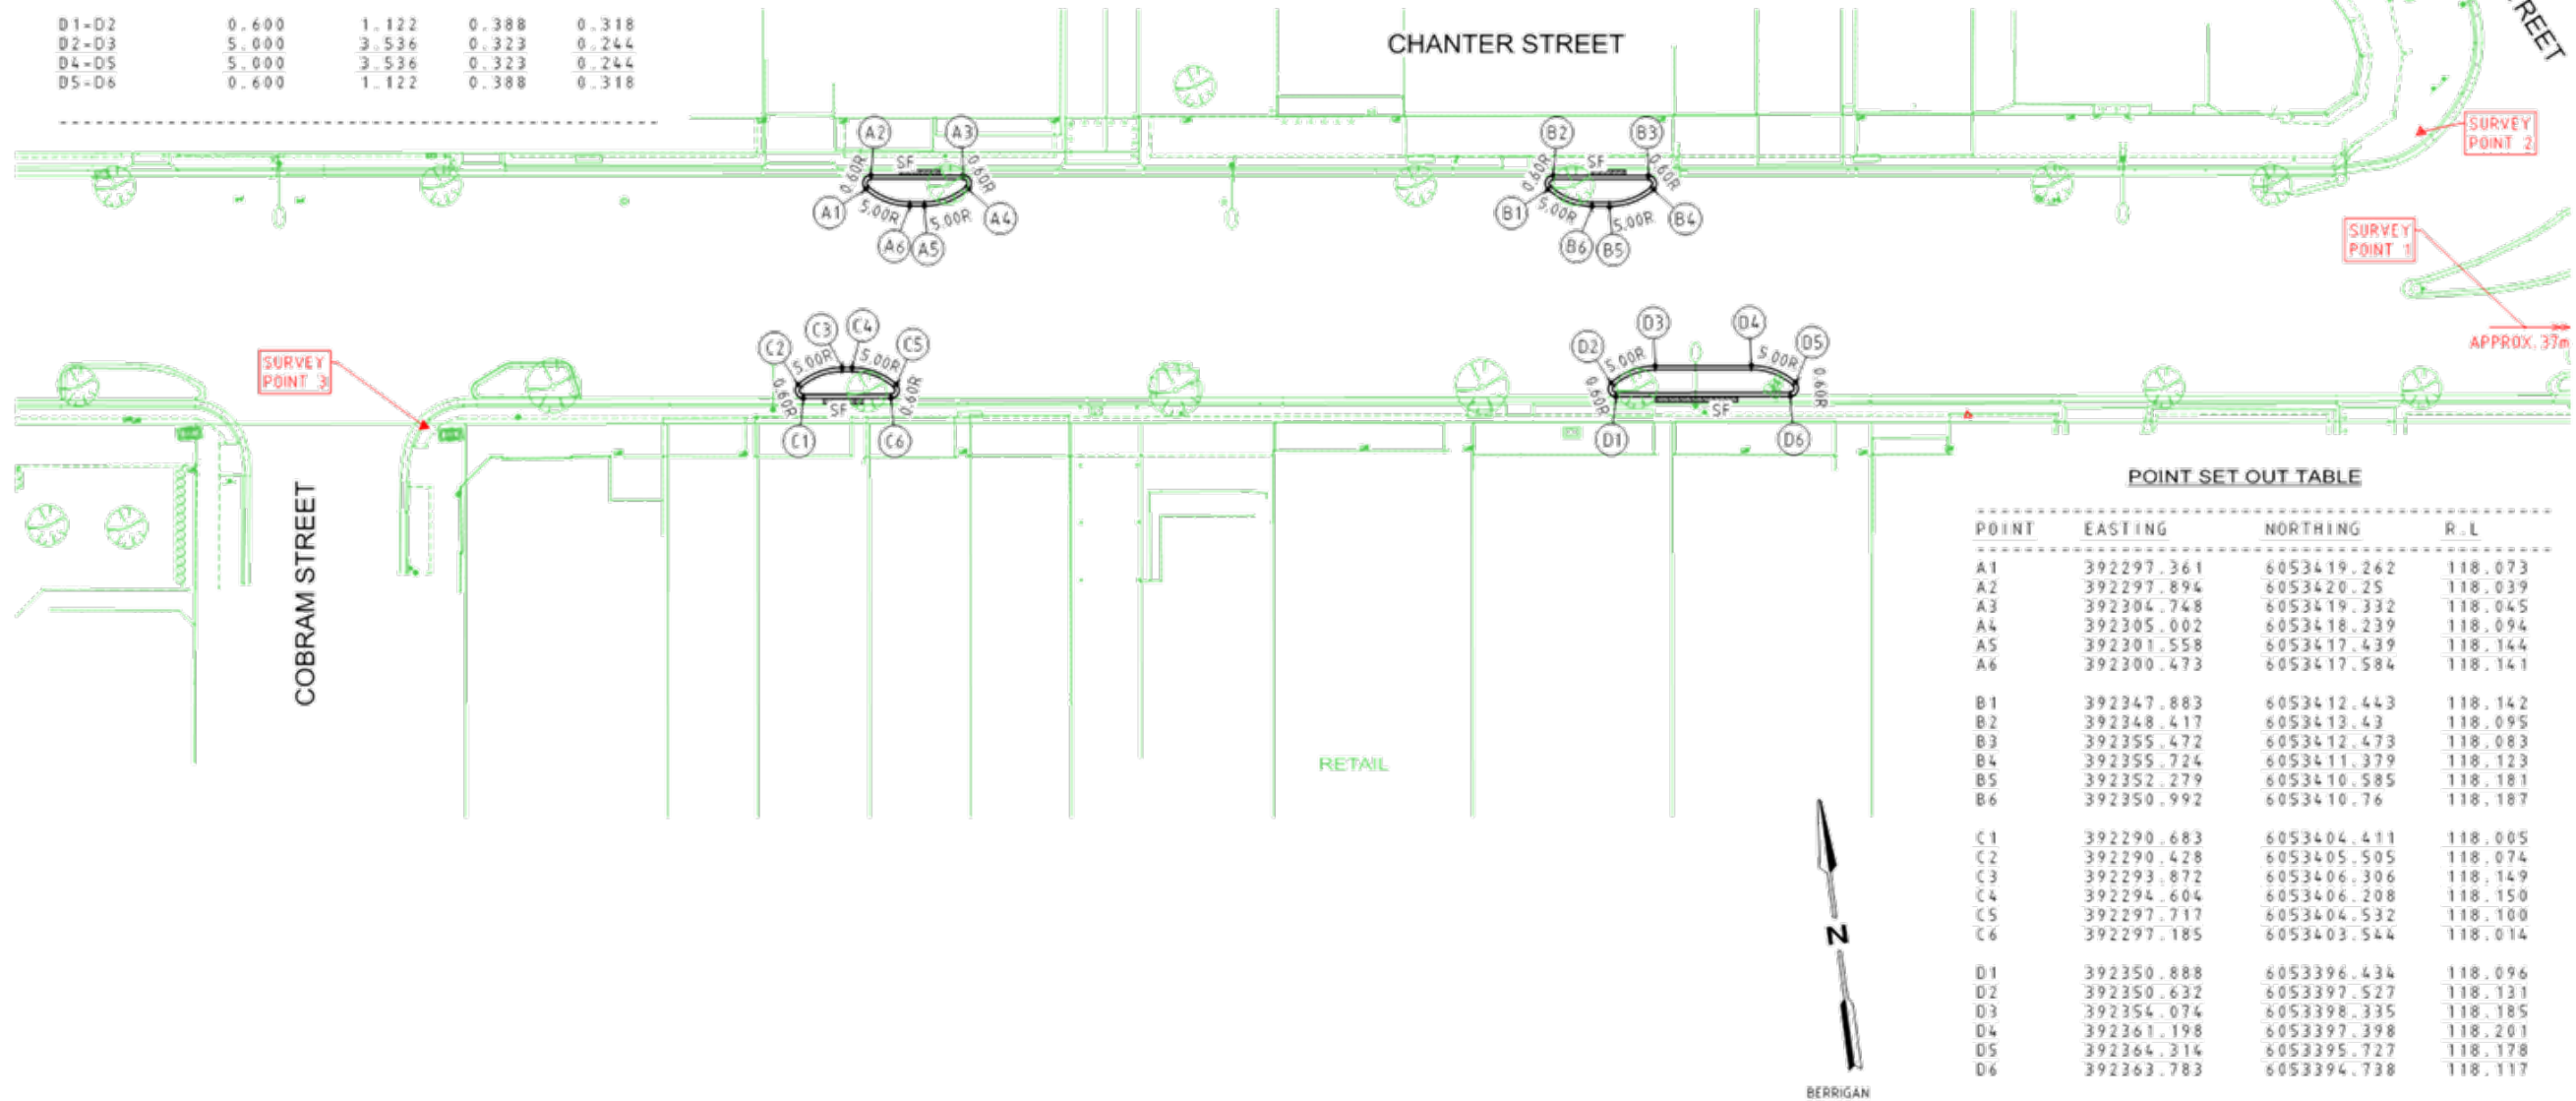 D1-D2 0.600 1.122 0.388 0.318
D2-D3 5.000 3.536 0.323 0.244
D4-D5 5.000 3.536 0.323 0.244
D5-D6 0.600 1.122 0.388 0.318
CHANTER STREET
REET
SURVEY
POINT 2
A2
A3
B2
B3
SF
SF
0.60R
0.60R
0.60R
0.60R
A1
5.00R
5.00R
A4
B1
5.00R
5.00R
B4
A6
A5
B6
B5
SURVEY
POINT 1
APPROX.37m
C3
C4
D3
D4
C2
5.00R
5.00R
C5
D2
5.00R
5.00R
D5
SURVEY
POINT 3
0.60R
0.60R
0.60R
0.60R
SF
SF
C1
C6
D1
D6
COBRAM STREET
RETAIL
POINT SET OUT TABLE
POINT EASTING NORTHING R.L
A1 392297.361 6053419.262 118.073
A2 392297.894 6053420.25 118.039
A3 392304.748 6053419.332 118.045
A4 392305.002 6053418.239 118.094
A5 392301.558 6053417.439 118.144
A6 392300.473 6053417.584 118.141
B1 392347.883 6053412.443 118.142
B2 392348.417 6053413.43 118.095
B3 392355.472 6053412.473 118.083
B4 392355.724 6053411.379 118.123
B5 392352.279 6053410.585 118.181
B6 392350.992 6053410.76 118.187
C1 392290.683 6053404.411 118.005
C2 392290.428 6053405.505 118.074
C3 392293.872 6053406.306 118.149
C4 392294.604 6053406.208 118.150
C5 392297.717 6053404.532 118.100
C6 392297.185 6053403.544 118.014
D1 392350.888 6053396.434 118.096
D2 392350.632 6053397.527 118.131
D3 392354.074 6053398.335 118.185
D4 392361.198 6053397.398 118.201
D5 392364.314 6053395.727 118.178
D6 392363.783 6053394.738 118.117
N
BERRIGAN